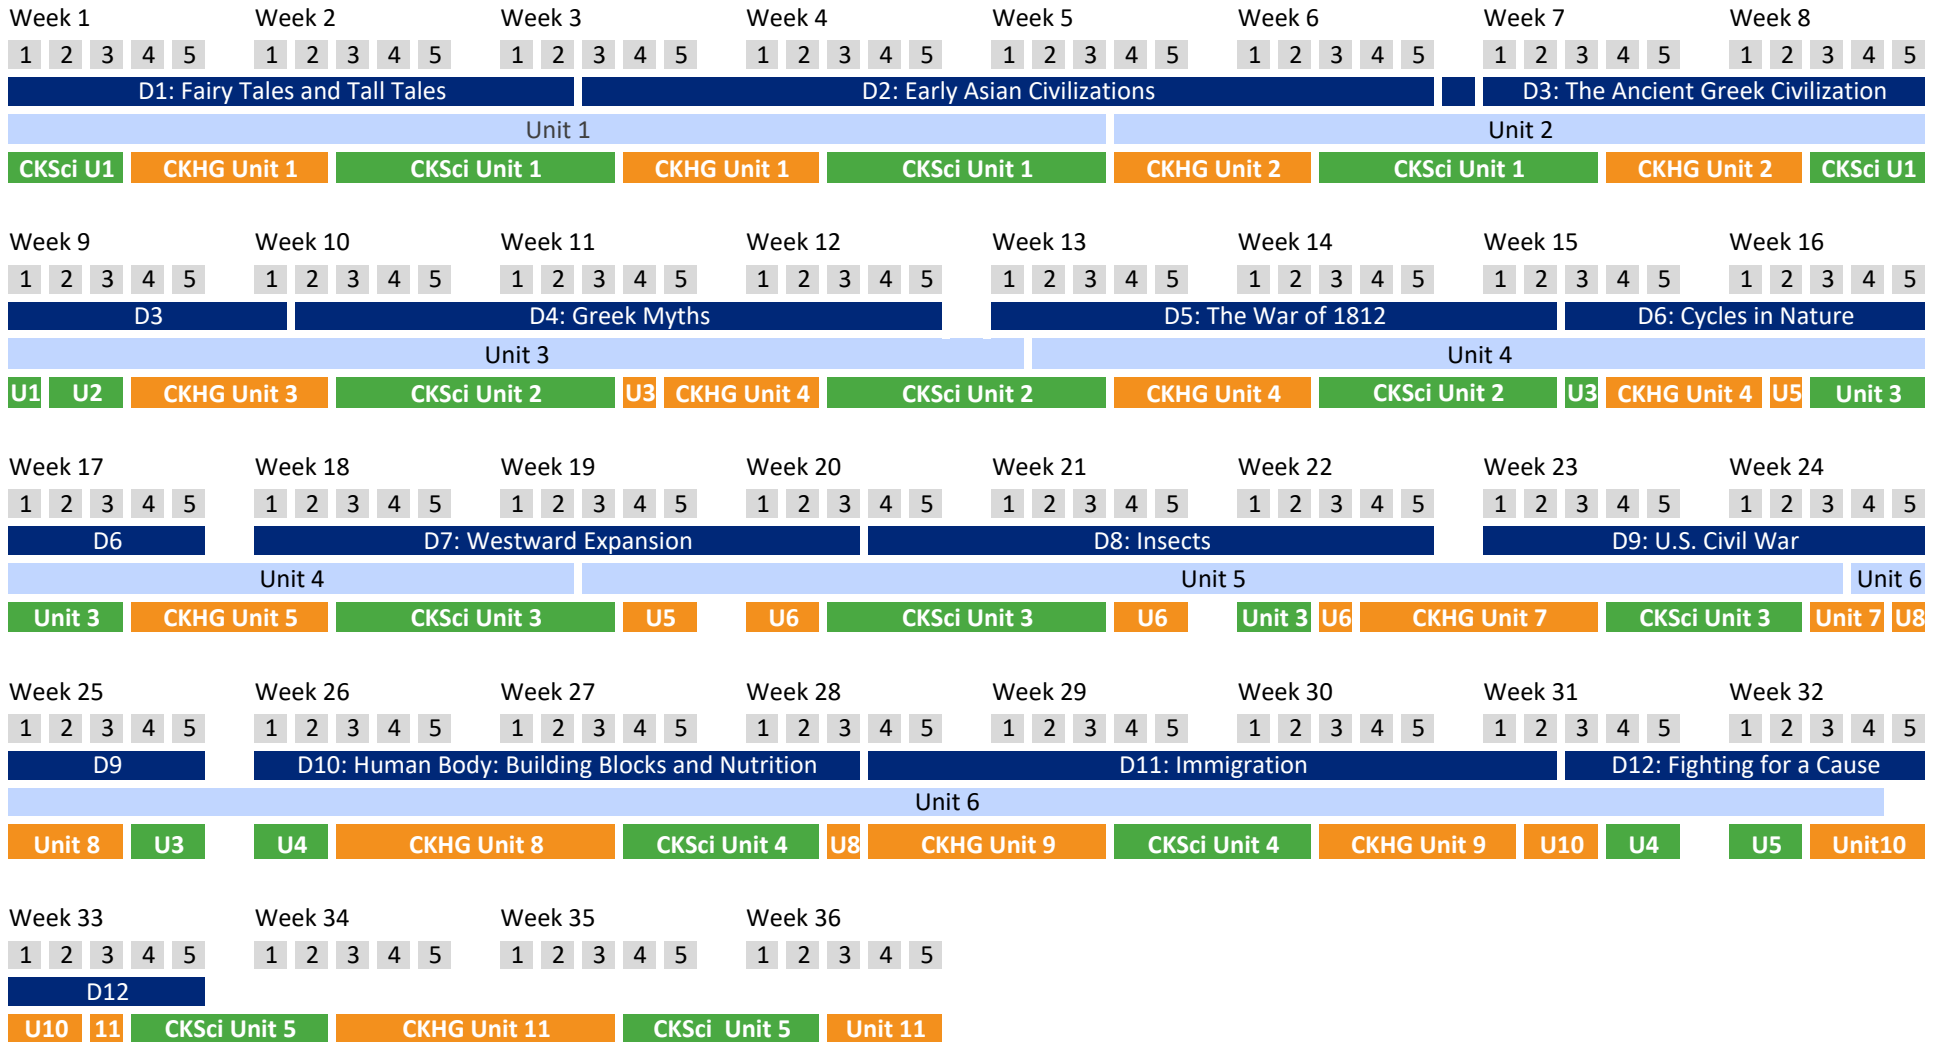 Week 1 Week 2 Week 3 Week 4 Week 5 Week 6 Week 7 Week 8
1 2 3 4 5 1 2 3 4 5 1 2 3 4 5 1 2 3 4 5 1 2 3 4 5 1 2 3 4 5 1 2 3 4 5 1 2 3 4 5
D1: Fairy Tales and Tall Tales D2: Early Asian Civilizations D3: The Ancient Greek Civilization
Unit 1 Unit 2
CKSci U1 CKHG Unit 1 CKSci Unit 1 CKHG Unit 1 CKSci Unit 1 CKHG Unit 2 CKSci Unit 1 CKHG Unit 2 CKSci U1
Week 9 Week 10 Week 11 Week 12 Week 13 Week 14 Week 15 Week 16
1 2 3 4 5 1 2 3 4 5 1 2 3 4 5 1 2 3 4 5 1 2 3 4 5 1 2 3 4 5 1 2 3 4 5 1 2 3 4 5
D3 D4: Greek Myths D5: The War of 1812 D6: Cycles in Nature
Unit 3 Unit 4
U1 U2 CKHG Unit 3 CKSci Unit 2 U3 CKHG Unit 4 CKSci Unit 2 CKHG Unit 4 CKSci Unit 2 U3 CKHG Unit 4 U5 Unit 3
Week 17 Week 18 Week 19 Week 20 Week 21 Week 22 Week 23 Week 24
1 2 3 4 5 1 2 3 4 5 1 2 3 4 5 1 2 3 4 5 1 2 3 4 5 1 2 3 4 5 1 2 3 4 5 1 2 3 4 5
D6 D7: Westward Expansion D8: Insects D9: U.S. Civil War
Unit 4 Unit 5 Unit 6
Unit 3 CKHG Unit 5 CKSci Unit 3 U5 U6 CKSci Unit 3 U6 Unit 3 U6 CKHG Unit 7 CKSci Unit 3 Unit 7 U8
Week 25 Week 26 Week 27 Week 28 Week 29 Week 30 Week 31 Week 32
1 2 3 4 5 1 2 3 4 5 1 2 3 4 5 1 2 3 4 5 1 2 3 4 5 1 2 3 4 5 1 2 3 4 5 1 2 3 4 5
D9 D10: Human Body: Building Blocks and Nutrition D11: Immigration D12: Fighting for a Cause
Unit 6
Unit 8 U3 U4 CKHG Unit 8 CKSci Unit 4 U8 CKHG Unit 9 CKSci Unit 4 CKHG Unit 9 U10 U4 U5 Unit10
Week 33 Week 34 Week 35 Week 36
1 2 3 4 5 1 2 3 4 5 1 2 3 4 5 1 2 3 4 5
D12
U10 11 CKSci Unit 5 CKHG Unit 11 CKSci Unit 5 Unit 11